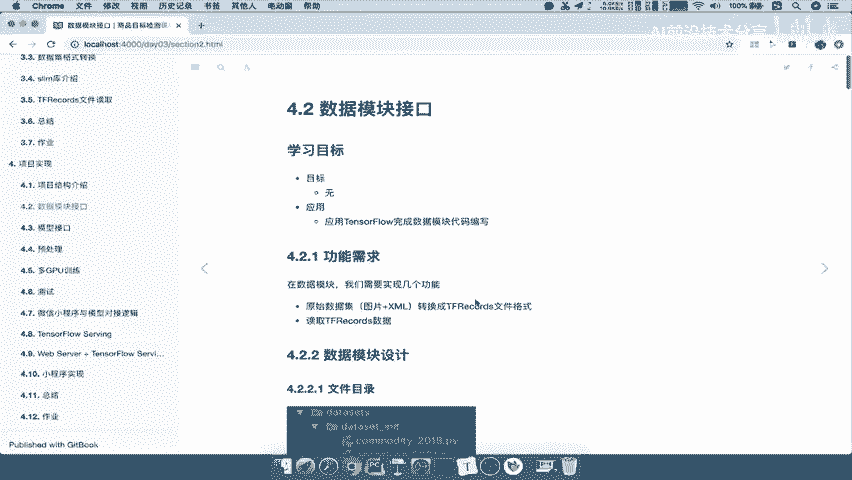 Chrome 文件 修改 视图 历史记录 书签 其他人 电动窗 帮助 100%
数据模块接口 | 商品目标检测
localhost:4000/day03/section2.html
AI前沿技术分享
3.3. 数据集格式转换
3.4. slim库介绍
3.5. TFRecords文件读取
3.6. 总结
3.7. 作业
4. 项目实现
4.1. 项目结构介绍
4.2. 数据模块接口
4.3. 模型接口
4.4. 预处理
4.5. 多GPU训练
4.6. 测试
4.7. 微信小程序与模型对接逻辑
4.8. TensorFlow Serving
4.9. Web Server + TensorFlow Servi...
4.10. 小程序实现
4.11. 总结
4.12. 作业
Published with GitBook
4.2 数据模块接口
学习目标
目标
无
应用
应用TensorFlow完成数据模块代码编写
4.2.1 功能需求
在数据模块，我们需要实现几个功能
原始数据集（图片+XML）转换成TFRecords文件格式
读取TFRecords数据
4.2.2 数据模块设计
4.2.2.1 文件目录
datasets
commodity_2018.py